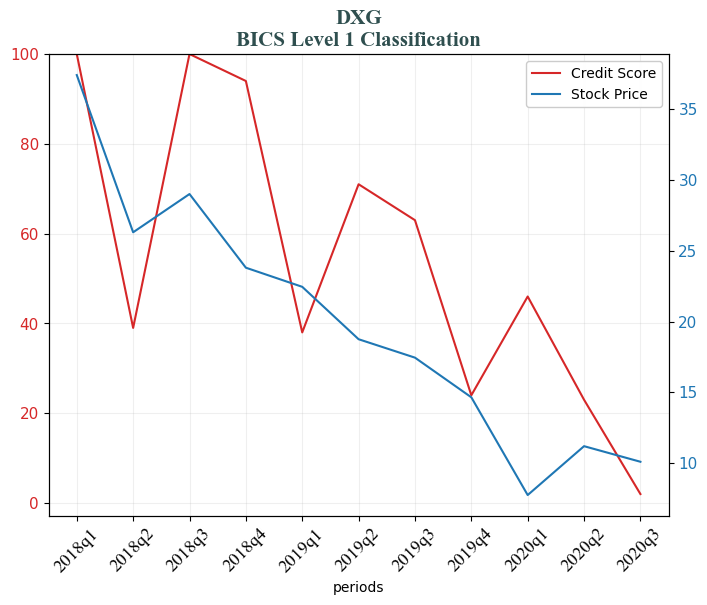 DXG
BICS Level 1 Classification
100
80
60
40
20
0
Credit Score
Stock Price
35
30
25
20
15
10
2018q1
2018q2
2018q3
2018q4
2019q1
2019q2
2019q3
2019q4
2020q1
2020q2
2020q3
periods